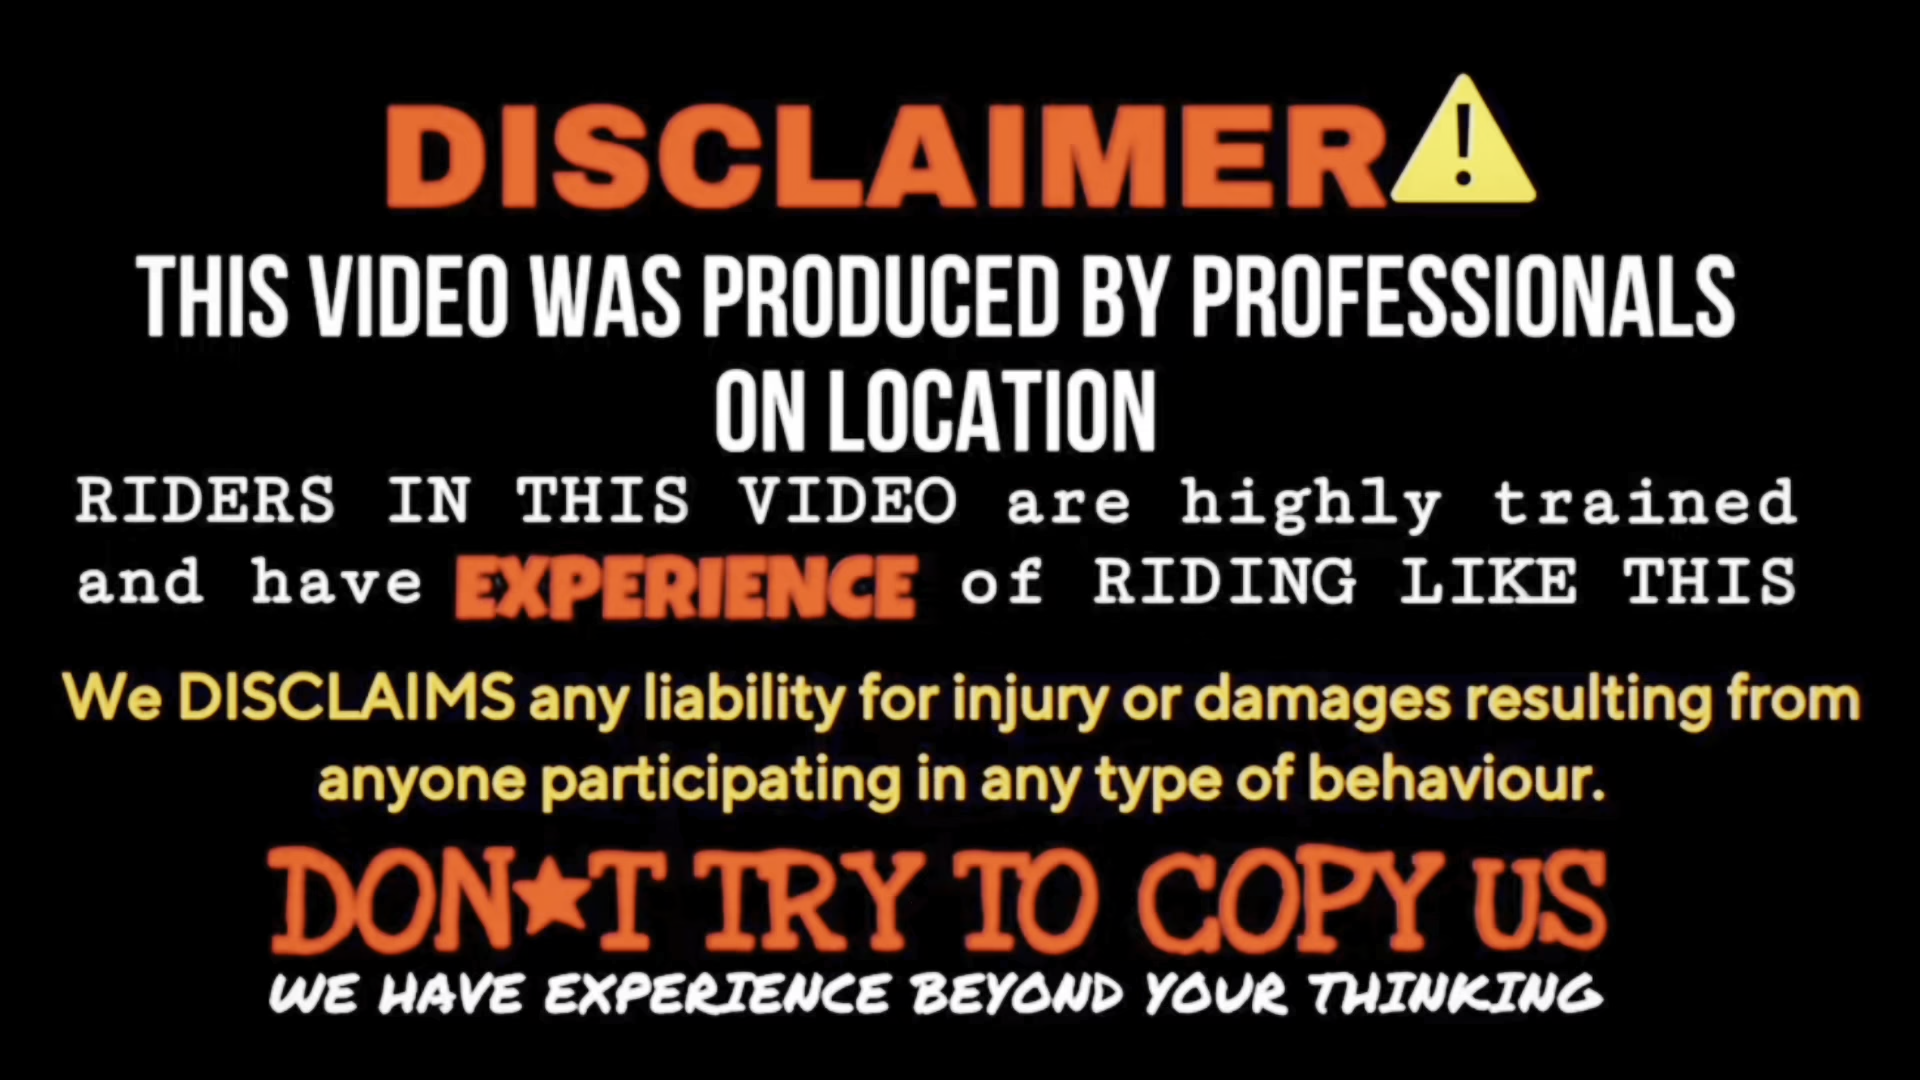 DISCLAIMER⚠
THIS VIDEO WAS PRODUCED BY PROFESSIONALS
ON LOCATION
RIDERS IN THIS VIDEO are highly trained
and have EXPERIENCE of RIDING LIKE THIS
We DISCLAIMS any liability for injury or damages resulting from
anyone participating in any type of behaviour.
DON★T TRY TO COPY US
WE HAVE EXPERIENCE BEYOND YOUR THINKING